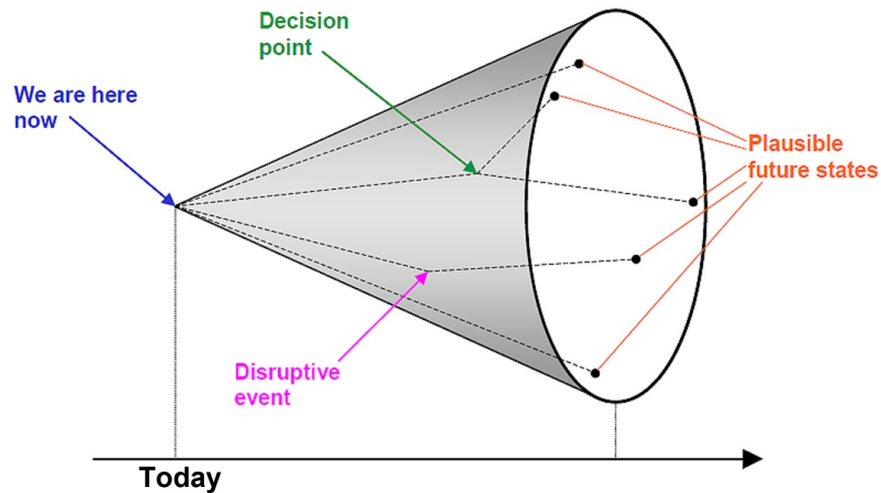 Decision
point
We are here
now
Plausible
future states
Disruptive
event
Today